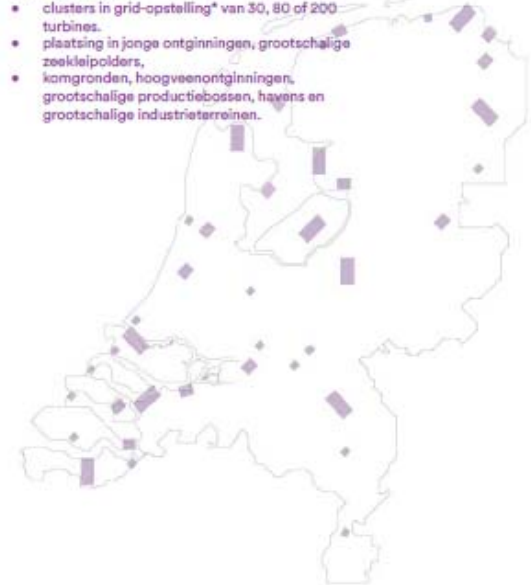 • clusters in grid-opstelling* van 30, 80 of 200
turbines.
• plaatsing in jonge ontginningen, grootschalige
zeekleipolders,
• komgronden, hoogveenontginningen,
grootschalige productiebossen, havens en
grootschalige industrieterreinen.